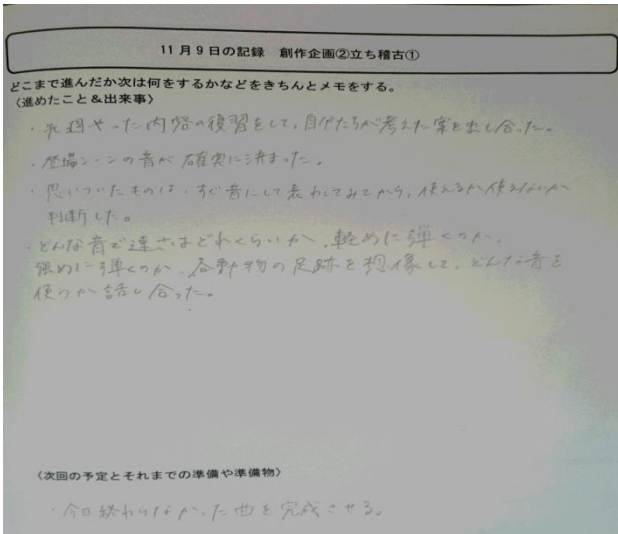 11月9日の記録　創作企画②立ち稽古①
どこまで進んだか次は何をするかなどをきちんとメモをする。
〈進めたこと＆出来事〉
・先週やった内容の復習をして、自分たちが考えた案を出し合った。
・登場シーンの音が確実に決まった。
・思いついたものは、すぐ音にして表わしてみてから、使えるか使えないか
判断した。
・どんな音で速さはどれくらいか、軽めに弾くのか、
強めに弾くのか、各動物の足跡を想像して、どんな音を
使うか話し合った。
〈次回の予定とそれまでの準備や準備物〉
・今日終わらなかった曲を完成させる。